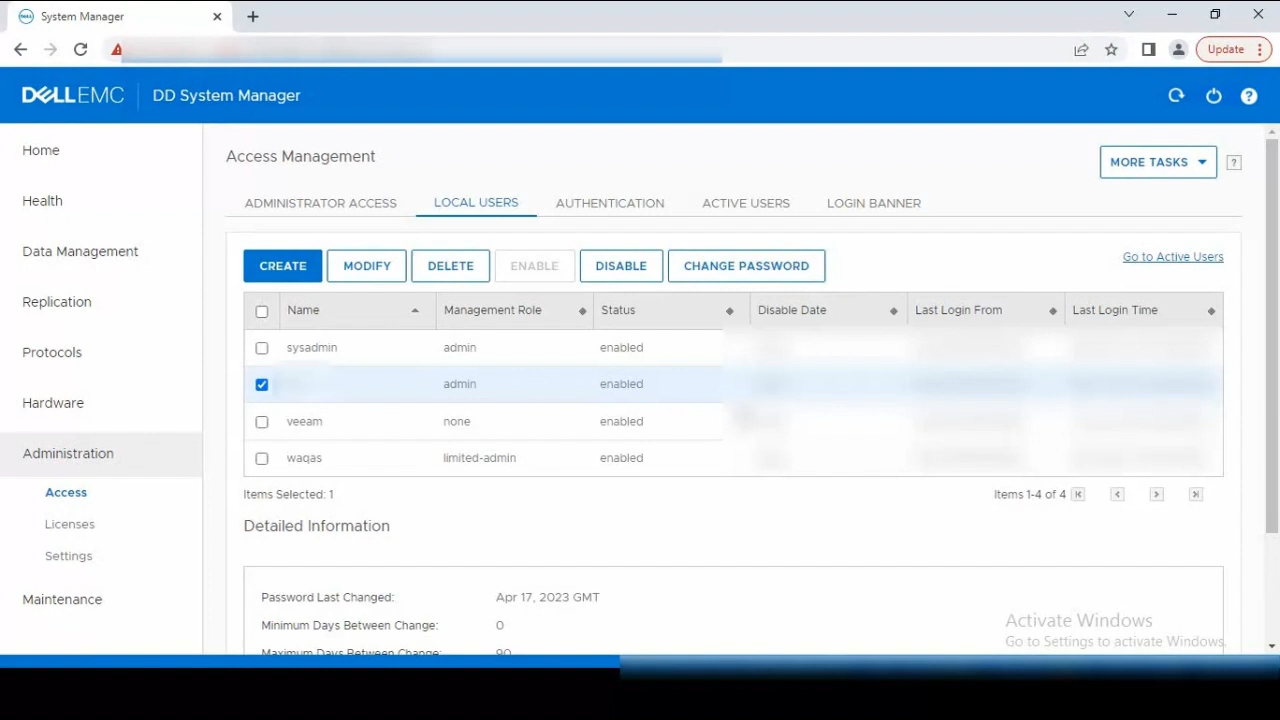 System Manager
Update
DELLEMC DD System Manager
Home
Health
Data Management
Replication
Protocols
Hardware
Administration
Access
Licenses
Settings
Maintenance
Access Management
MORE TASKS
?
ADMINISTRATOR ACCESS LOCAL USERS AUTHENTICATION ACTIVE USERS LOGIN BANNER
CREATE MODIFY DELETE ENABLE DISABLE CHANGE PASSWORD Go to Active Users
Name Management Role Status Disable Date Last Login From Last Login Time
sysadmin admin enabled
admin enabled
veeam none enabled
waqas limited-admin enabled
Items Selected: 1 Items 1-4 of 4
Detailed Information
Password Last Changed: Apr 17, 2023 GMT
Minimum Days Between Change: 0
Maximum Days Between Change: 90
Activate Windows
Go to Settings to activate Windows.